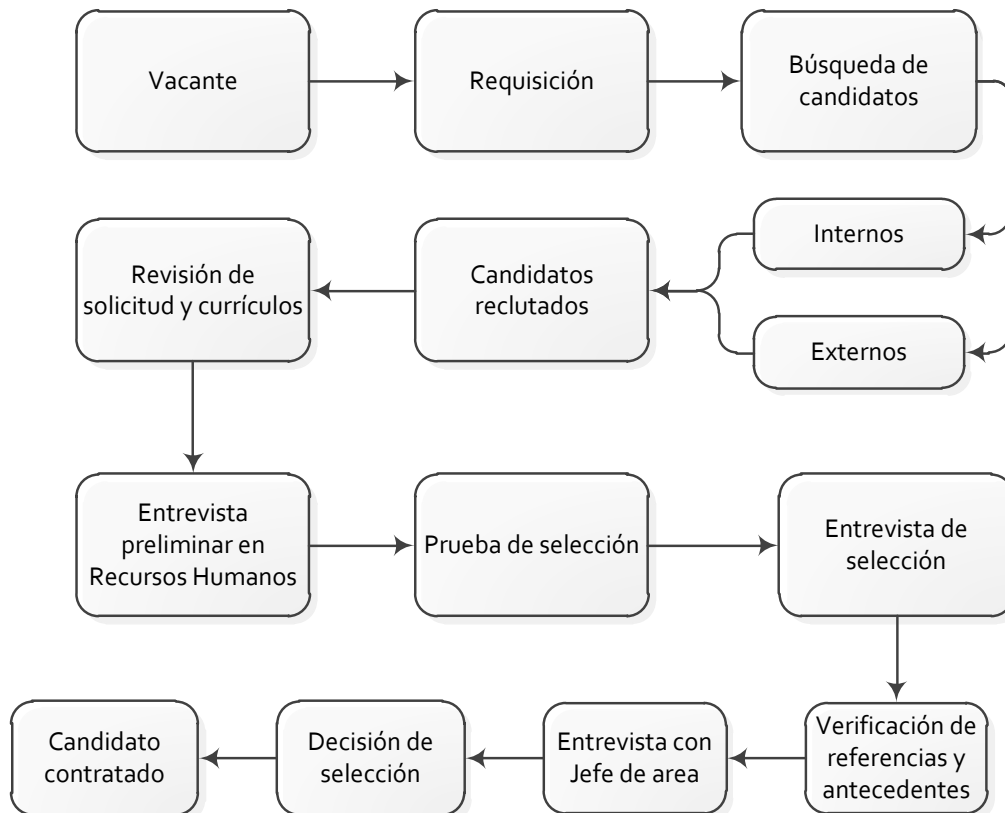 Vacante
Requisición
Búsqueda de
candidatos
Internos
Externos
Candidatos
reclutados
Revisión de
solicitud y currículos
Entrevista
preliminar en
Recursos Humanos
Prueba de selección
Entrevista de
selección
Verificación de
referencias y
antecedentes
Entrevista con
Jefe de area
Decisión de
selección
Candidato
contratado